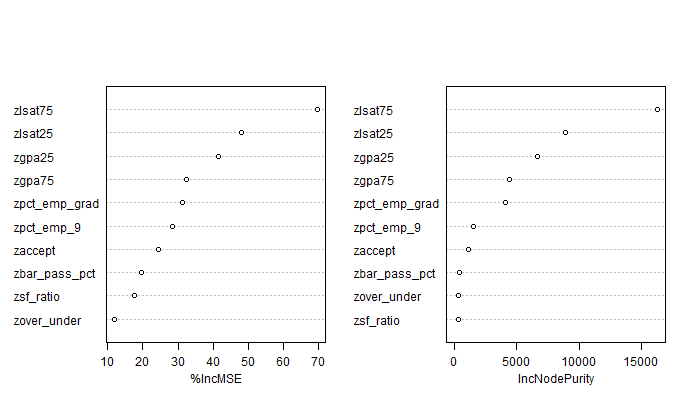 zlsat75
zlsat25
zgpa25
zgpa75
zpct_emp_grad
zpct_emp_9
zaccept
zbar_pass_pct
zsf_ratio
zover_under
10 20 30 40 50 60 70
%IncMSE
zlsat75
zlsat25
zgpa25
zgpa75
zpct_emp_grad
zpct_emp_9
zaccept
zbar_pass_pct
zover_under
zsf_ratio
0 5000 10000 15000
IncNodePurity